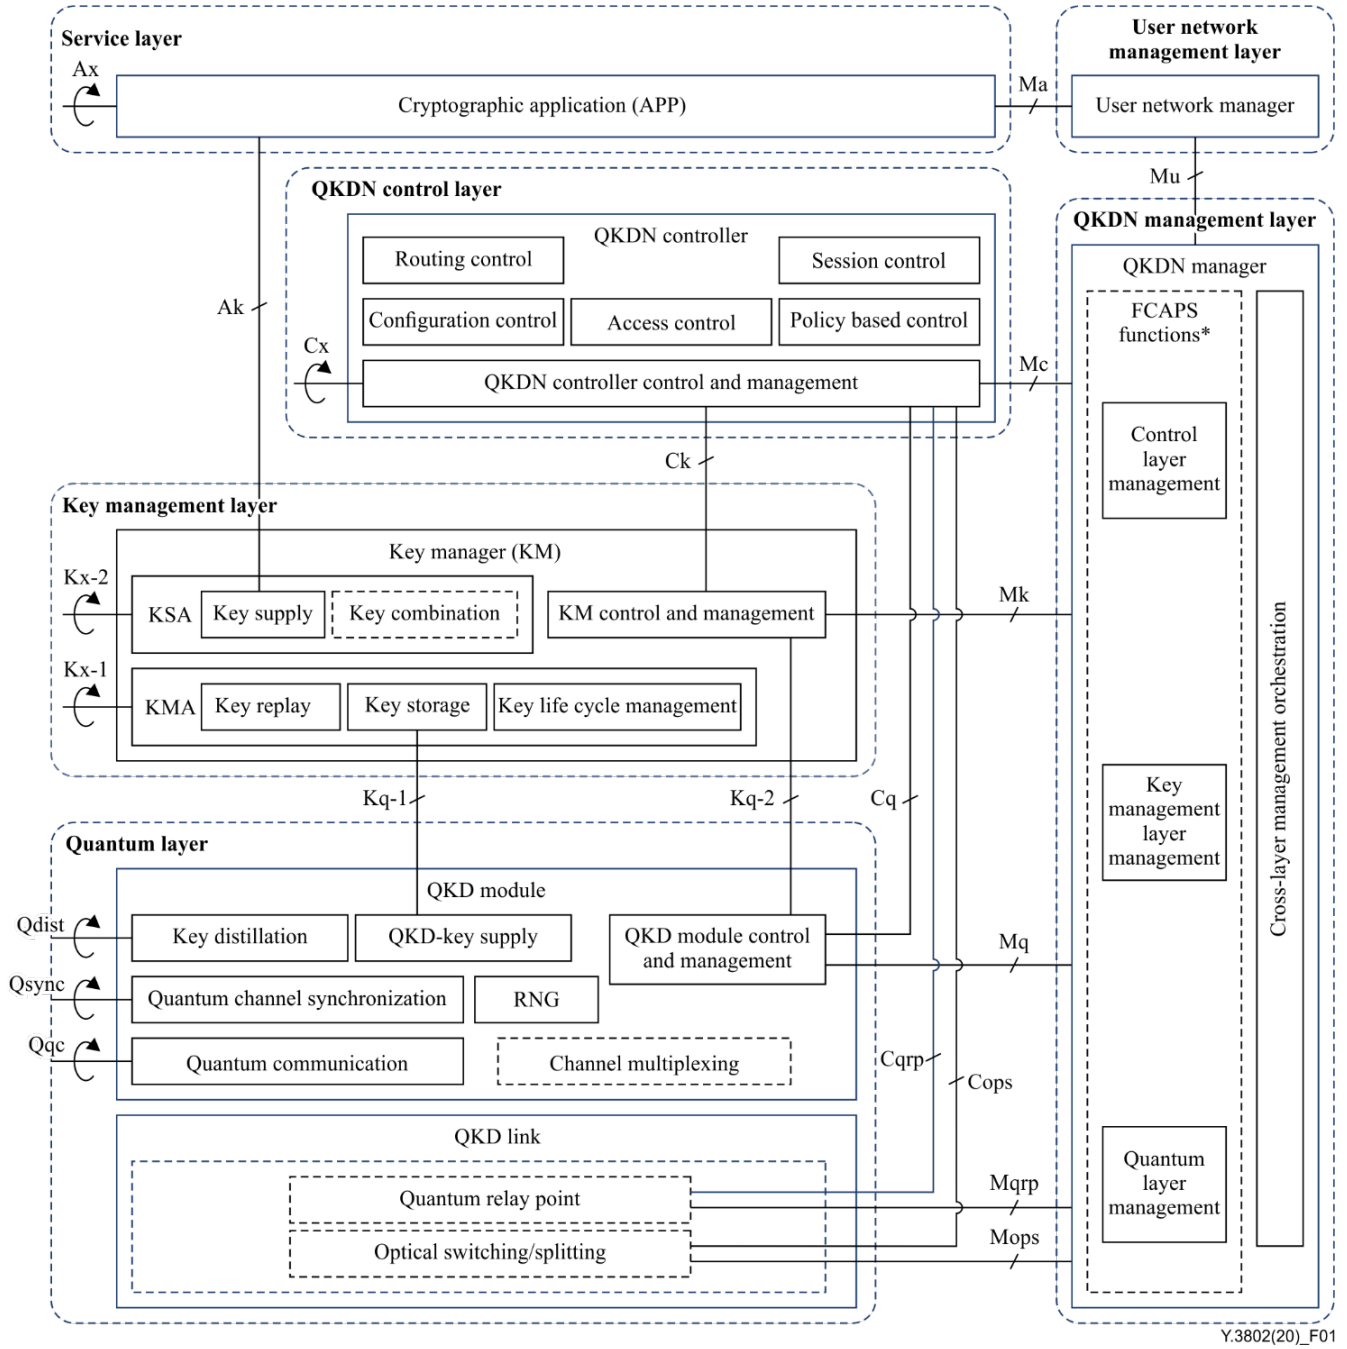 Service layer
Ax
Cryptographic application (APP)
Ma
User network
management layer
User network manager
Mu
QKDN control layer
QKDN controller
Routing control
Session control
Configuration control
Access control
Policy based control
Cx
QKDN controller control and management
Mc
Ak
Ck
QKDN management layer
QKDN manager
FCAPS
functions*
Control
layer
management
Key
management
layer
management
Quantum
layer
management
Cross-layer management orchestration
Key management layer
Key manager (KM)
Kx-2
KSA
Key supply
Key combination
KM control and management
Mk
Kx-1
KMA
Key replay
Key storage
Key life cycle management
Kq-1
Kq-2
Cq
Quantum layer
QKD module
Qdist
Key distillation
QKD-key supply
QKD module control
and management
Mq
Qsync
Quantum channel synchronization
RNG
Qqc
Quantum communication
Channel multiplexing
Cqrp
Cops
QKD link
Quantum relay point
Mqrp
Optical switching/splitting
Mops
Y.3802(20)_F01